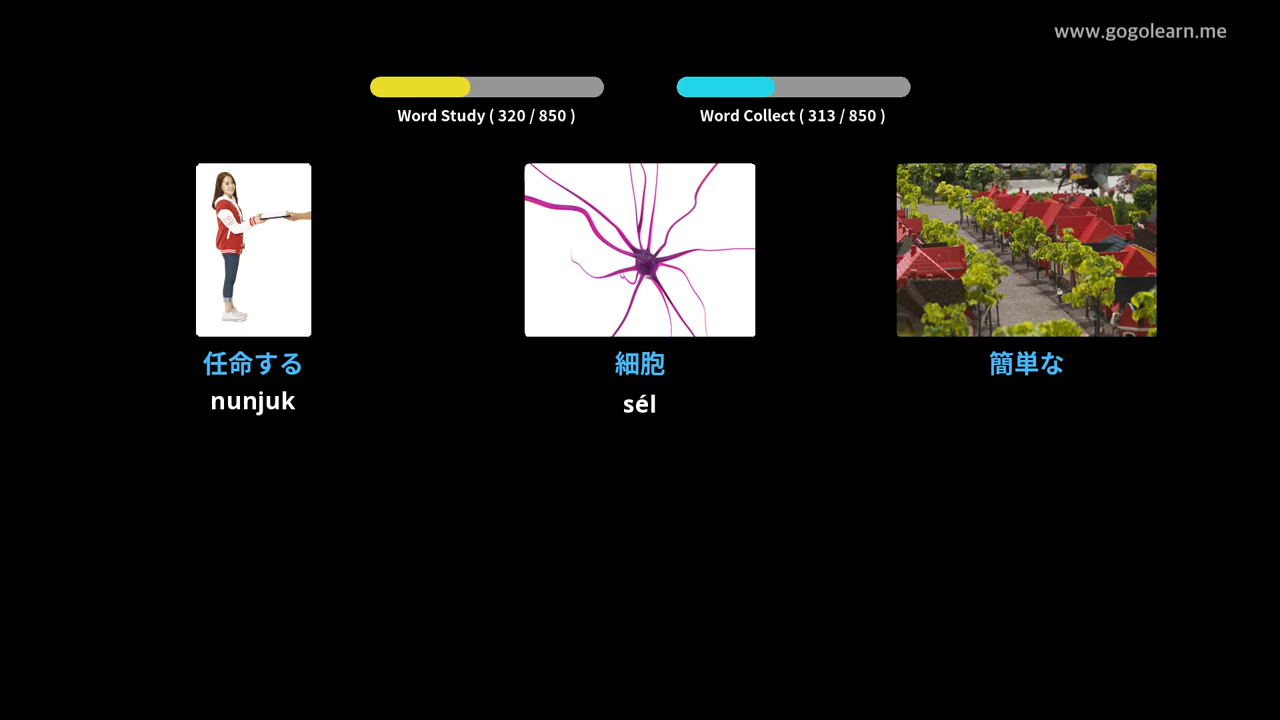 www.gogolearn.me
Word Study ( 320 / 850 )
Word Collect ( 313 / 850 )
任命する
nunjuk
細胞
sél
簡単な